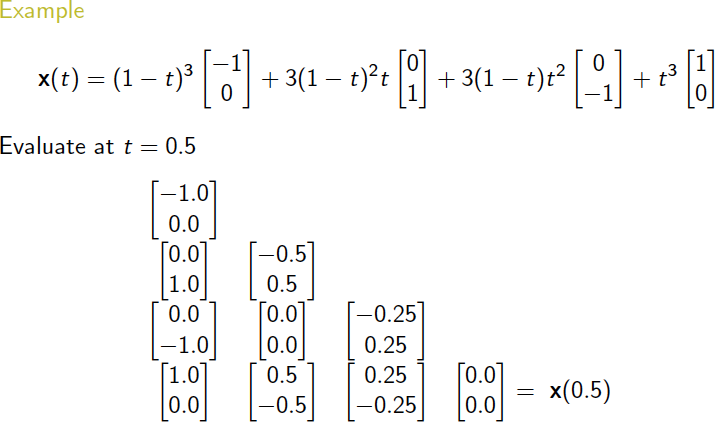 Example
x(t) = (1 − t)³ [−1 0] + 3(1 − t)²t [0 1] + 3(1 − t)t² [0 −1] + t³ [1 0]
Evaluate at t = 0.5
[−1.0 0.0]
[0.0 1.0] [−0.5 0.5]
[0.0 −1.0] [0.0 0.0] [−0.25 0.25]
[1.0 0.0] [0.5 −0.5] [0.25 −0.25] [0.0 0.0] = x(0.5)